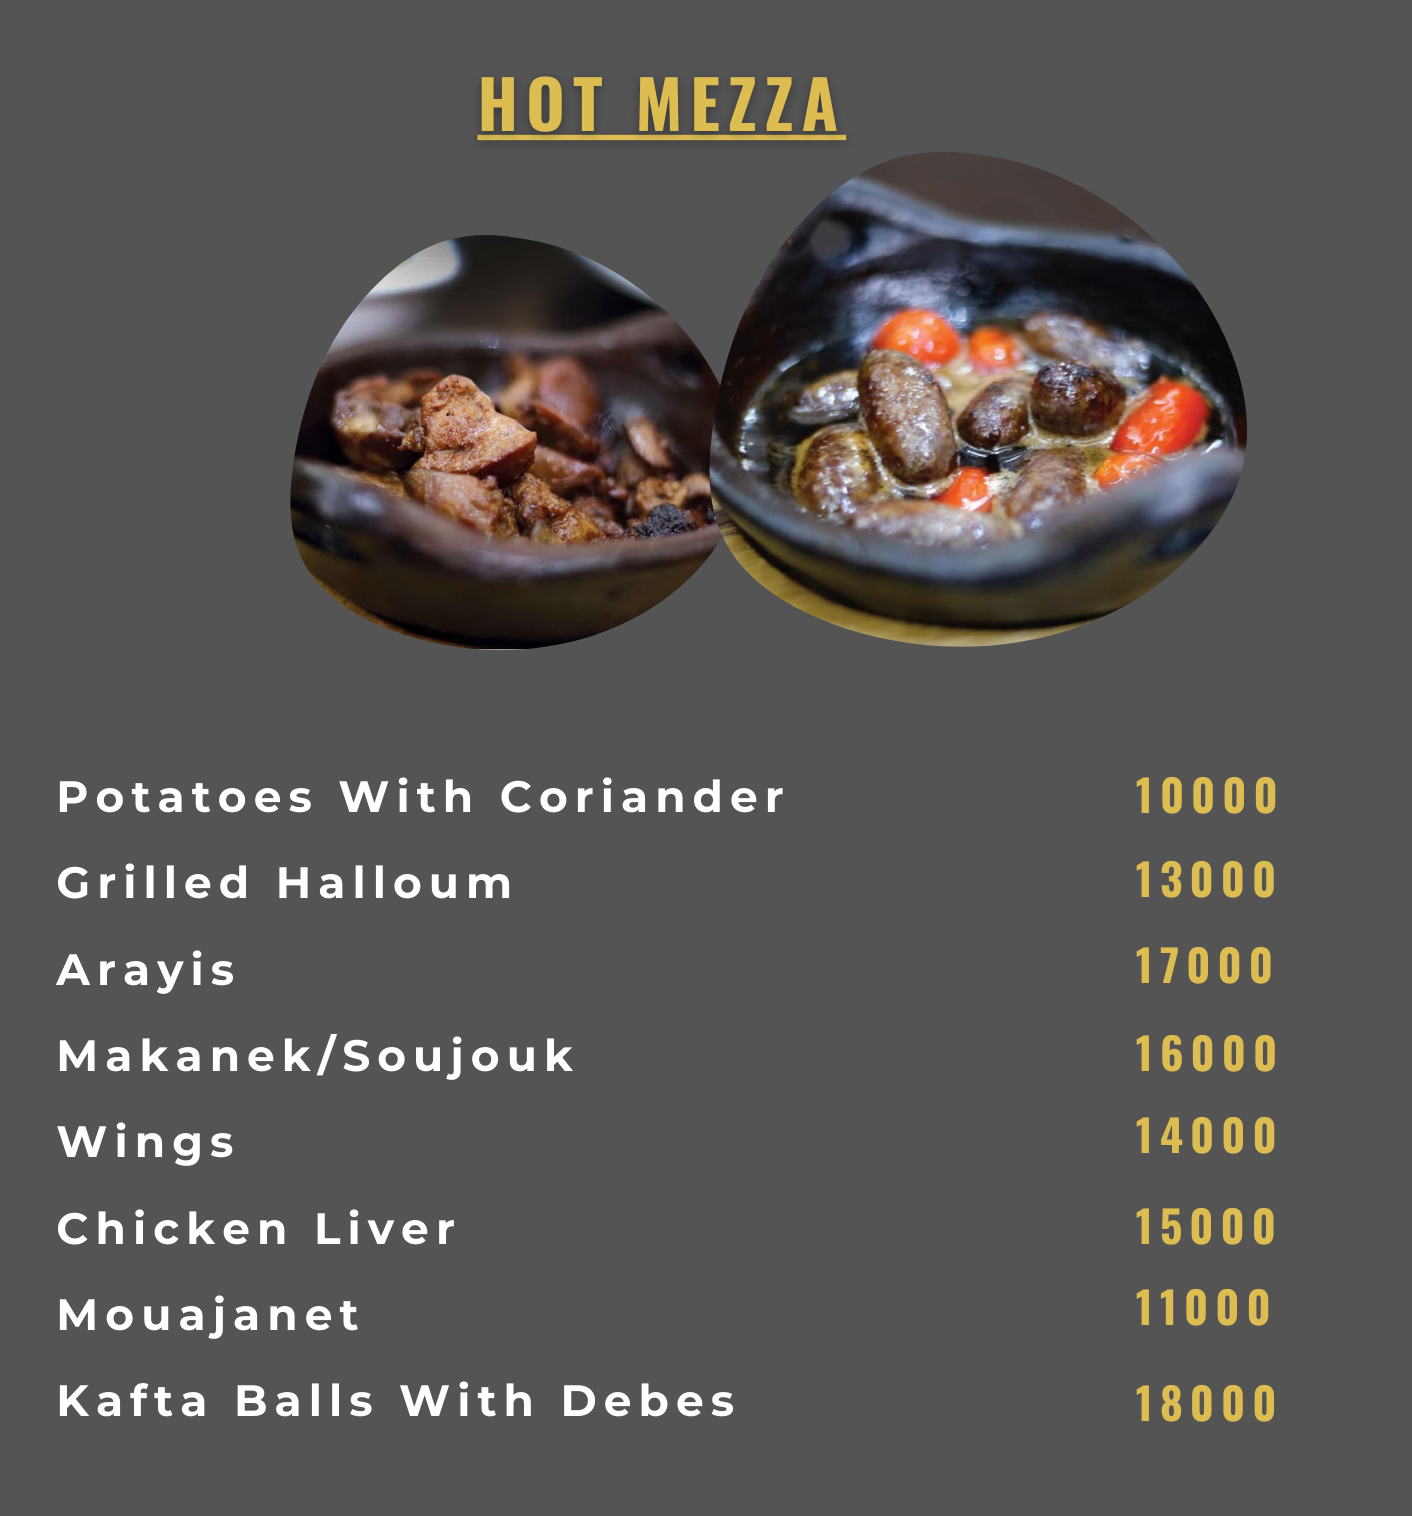 HOT MEZZA
Potatoes With Coriander 10000
Grilled Halloum 13000
Arayis 17000
Makanek/Soujouk 16000
Wings 14000
Chicken Liver 15000
Mouajanet 11000
Kafta Balls With Debes 18000